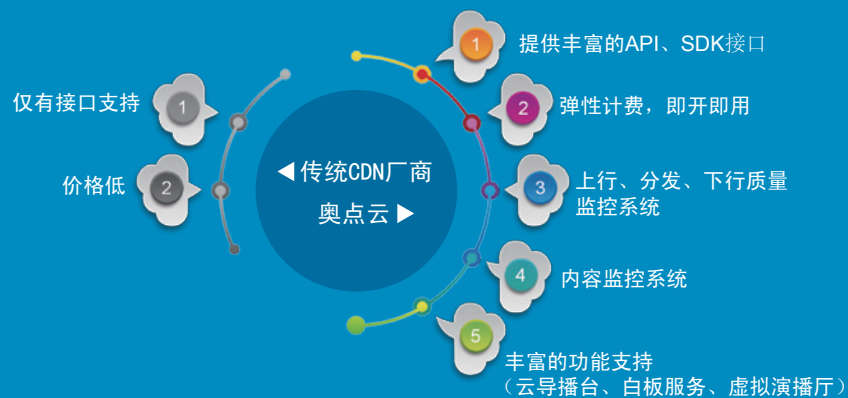 仅有接口支持
1
价格低
2
◀传统CDN厂商
奥点云▶
1
提供丰富的API、SDK接口
2
弹性计费，即开即用
3
上行、分发、下行质量
监控系统
4
内容监控系统
5
丰富的功能支持
（云导播台、白板服务、虚拟演播厅）